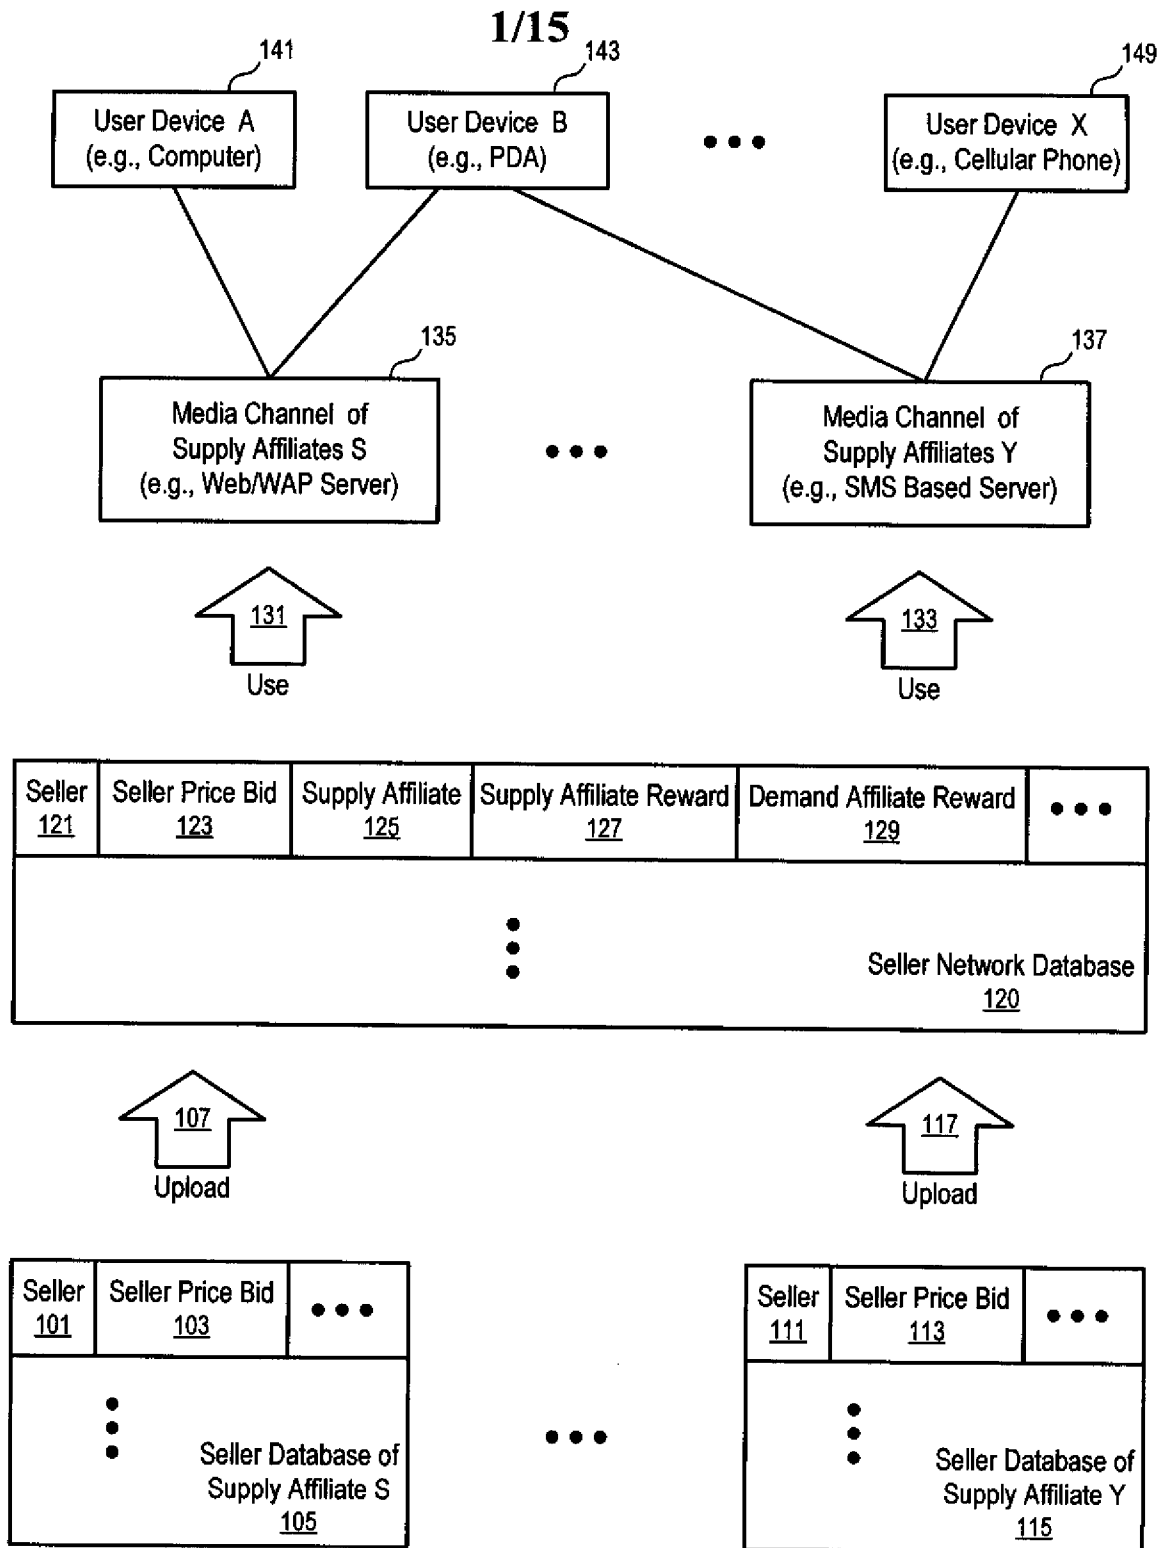 1/15
141
143
149
User Device A
(e.g., Computer)
User Device B
(e.g., PDA)
User Device X
(e.g., Cellular Phone)
135
137
Media Channel of
Supply Affiliates S
(e.g., Web/WAP Server)
Media Channel of
Supply Affiliates Y
(e.g., SMS Based Server)
131
Use
133
Use
Seller
121
Seller Price Bid
123
Supply Affiliate
125
Supply Affiliate Reward
127
Demand Affiliate Reward
129
Seller Network Database
120
107
Upload
117
Upload
Seller
101
Seller Price Bid
103
Seller Database of
Supply Affiliate S
105
Seller
111
Seller Price Bid
113
Seller Database of
Supply Affiliate Y
115